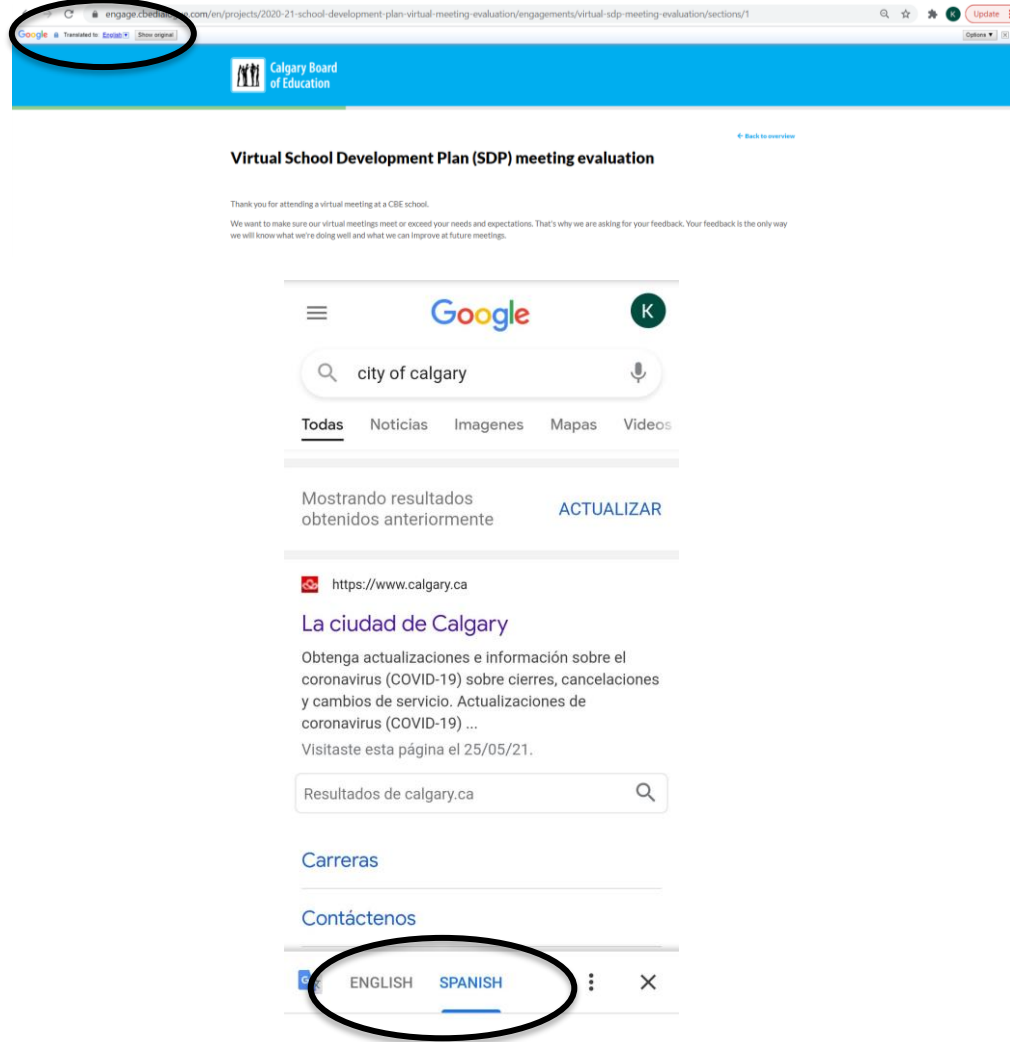 engage.cbedialogue.com/en/projects/2020-21-school-development-plan-virtual-meeting-evaluation/engagements/virtual-sdp-meeting-evaluation/sections/1
K
Update
Google Translated to: English Show original
Options ▼
Calgary Board
of Education
← Back to overview
Virtual School Development Plan (SDP) meeting evaluation
Thank you for attending a virtual meeting at a CBE school.
We want to make sure our virtual meetings meet or exceed your needs and expectations. That's why we are asking for your feedback. Your feedback is the only way
we will know what we're doing well and what we can improve at future meetings.
Google
K
city of calgary
Todas Noticias Imagenes Mapas Videos
Mostrando resultados
obtenidos anteriormente
ACTUALIZAR
https://www.calgary.ca
La ciudad de Calgary
Obtenga actualizaciones e información sobre el
coronavirus (COVID-19) sobre cierres, cancelaciones
y cambios de servicio. Actualizaciones de
coronavirus (COVID-19) ...
Visitaste esta página el 25/05/21.
Resultados de calgary.ca
Carreras
Contáctenos
ENGLISH SPANISH